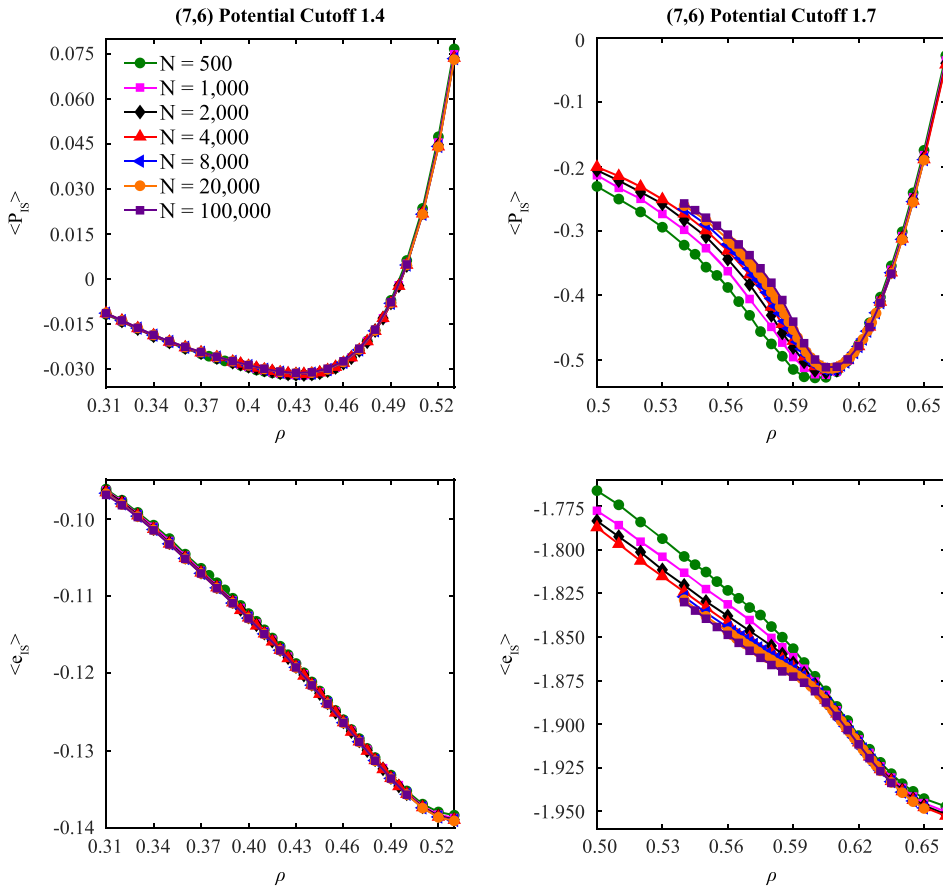 (7,6) Potential Cutoff 1.4
(7,6) Potential Cutoff 1.7
0.075
0.060
0.045
0.030
0.015
0
-0.015
-0.030
<P_IS>
N = 500
N = 1,000
N = 2,000
N = 4,000
N = 8,000
N = 20,000
N = 100,000
0.31 0.34 0.37 0.40 0.43 0.46 0.49 0.52
ρ
0
-0.1
-0.2
-0.3
-0.4
-0.5
<P_IS>
0.5 0.53 0.56 0.59 0.62 0.65
ρ
-0.10
-0.11
-0.12
-0.13
-0.14
<e_IS>
0.31 0.34 0.37 0.40 0.43 0.46 0.49 0.52
ρ
-1.775
-1.800
-1.825
-1.850
-1.875
-1.900
-1.925
-1.950
<e_IS>
0.50 0.53 0.56 0.59 0.62 0.65
ρ